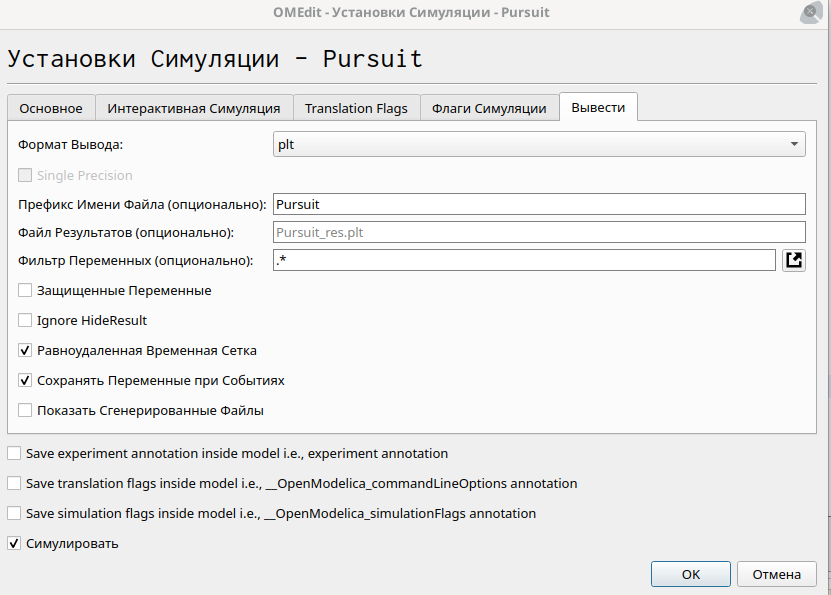 OMEdit - Установки Симуляции - Pursuit
Установки Симуляции - Pursuit
Основное Интерактивная Симуляция Translation Flags Флаги Симуляции Вывести
Формат Вывода: plt
Single Precision
Префикс Имени Файла (опционально): Pursuit
Файл Результатов (опционально): Pursuit_res.plt
Фильтр Переменных (опционально): .*
Защищенные Переменные
Ignore HideResult
Равноудаленная Временная Сетка
Сохранять Переменные при Событиях
Показать Сгенерированные Файлы
Save experiment annotation inside model i.e., experiment annotation
Save translation flags inside model i.e., __OpenModelica_commandLineOptions annotation
Save simulation flags inside model i.e., __OpenModelica_simulationFlags annotation
Симулировать
OK Отмена